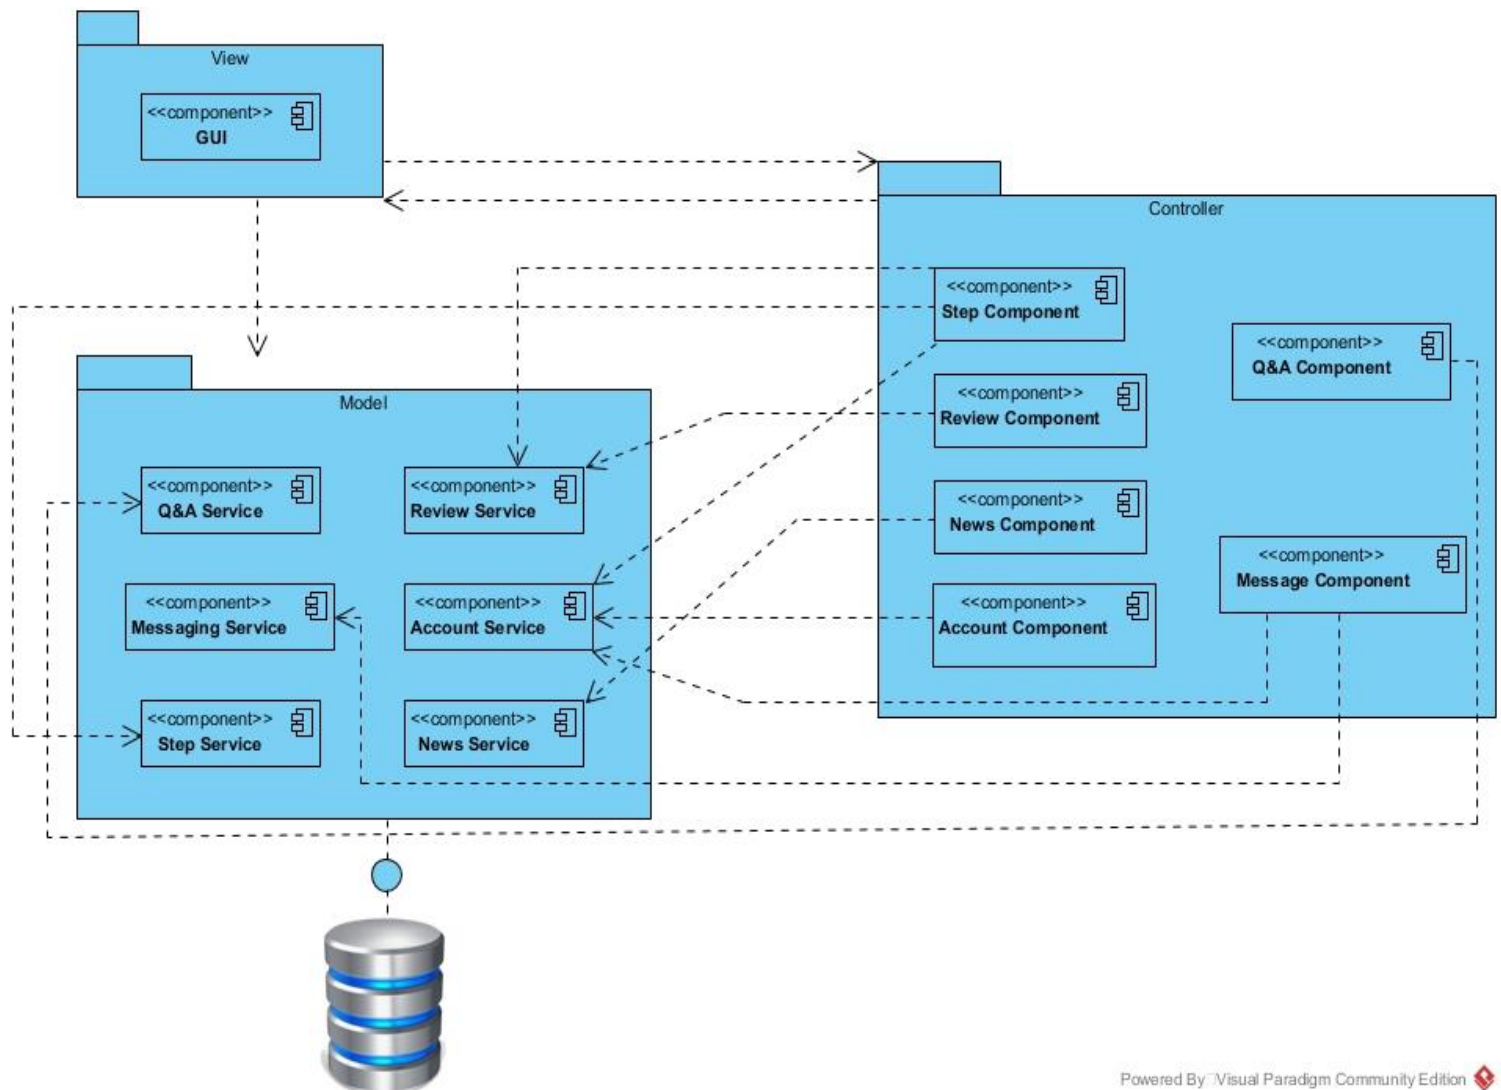 View
<<component>>
GUI
Controller
<<component>>
Step Component
<<component>>
Q&A Component
<<component>>
Review Component
<<component>>
News Component
<<component>>
Message Component
<<component>>
Account Component
Model
<<component>>
Q&A Service
<<component>>
Review Service
<<component>>
Messaging Service
<<component>>
Account Service
<<component>>
Step Service
<<component>>
News Service
Powered By Visual Paradigm Community Edition